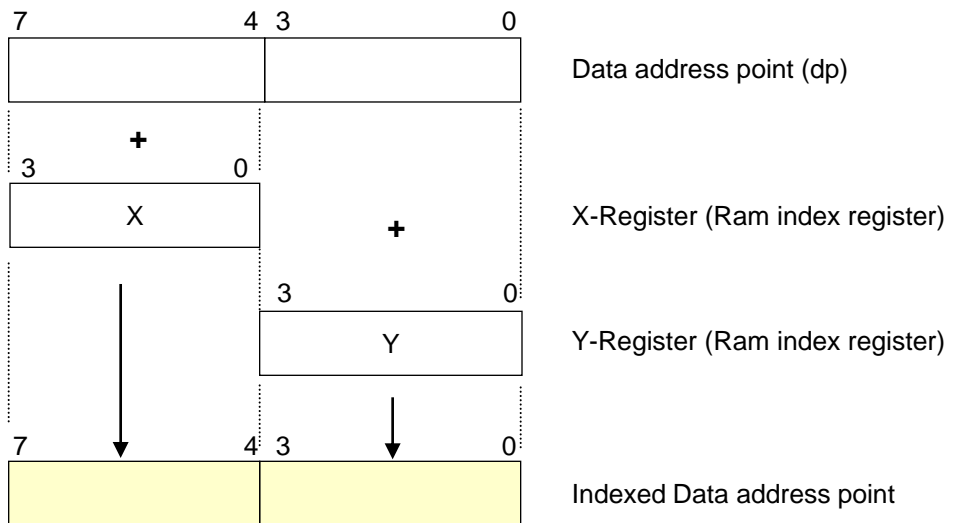 7 4 3 0
Data address point (dp)
+
3 0
X
X-Register (Ram index register)
+
3 0
Y
Y-Register (Ram index register)
7 4 3 0
Indexed Data address point